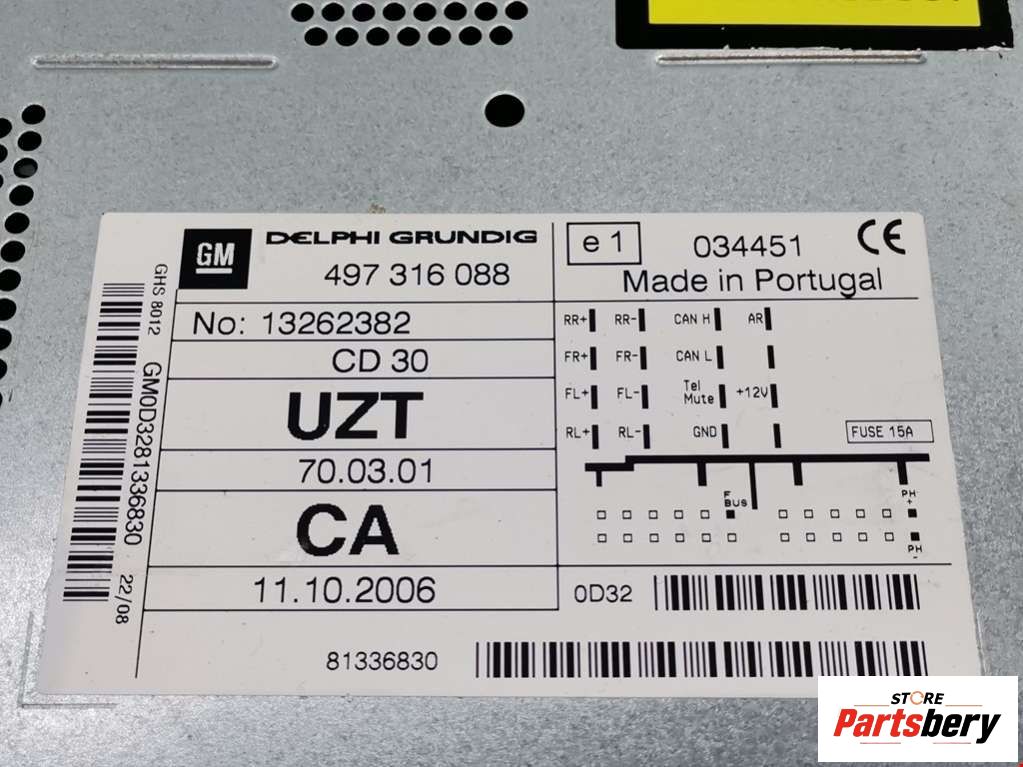 GM
DELPHI GRUNDIG
497 316 088
No: 13262382
CD 30
UZT
70.03.01
CA
11.10.2006
81336830
GHS 8012
GM0D3281336830
22/08
e 1
034451
CE
Made in Portugal
RR+ RR- CAN H AR
FR+ FR- CAN L
FL+ FL- Tel Mute +12V
RL+ RL- GND
FUSE 15A
F BUS
PH +
PH -
0D32
STORE
Partsbery